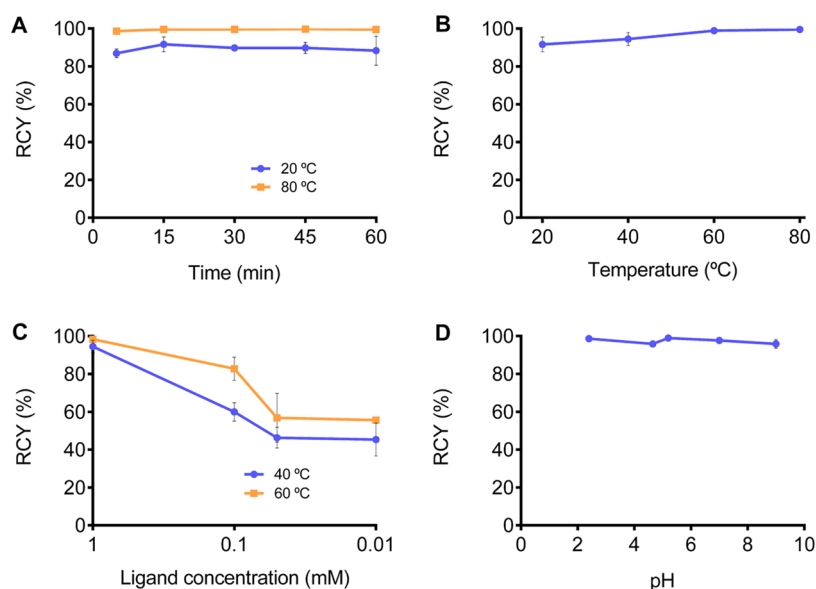 A
RCY (%)
100
80
60
40
20
0
0 15 30 45 60
Time (min)
20 ºC
80 ºC
B
RCY (%)
100
80
60
40
20
0
20 40 60 80
Temperature (ºC)
C
RCY (%)
100
80
60
40
20
0
1 0.1 0.01
Ligand concentration (mM)
40 ºC
60 ºC
D
RCY (%)
100
80
60
40
20
0
0 2 4 6 8 10
pH